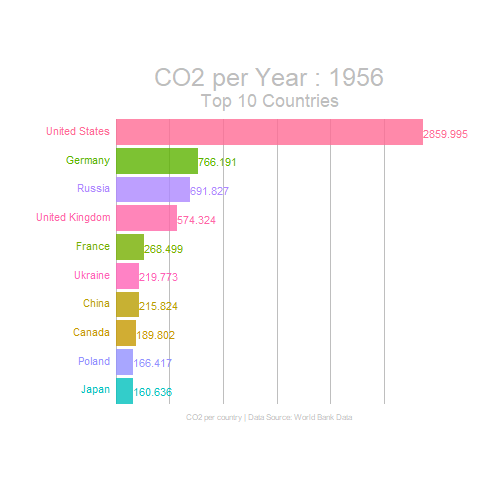 CO2 per Year : 1956
Top 10 Countries
United States 2859.995
Germany 766.191
Russia 691.827
United Kingdom 574.324
France 268.499
Ukraine 219.773
China 215.824
Canada 189.802
Poland 166.417
Japan 160.636
CO2 per country | Data Source: World Bank Data